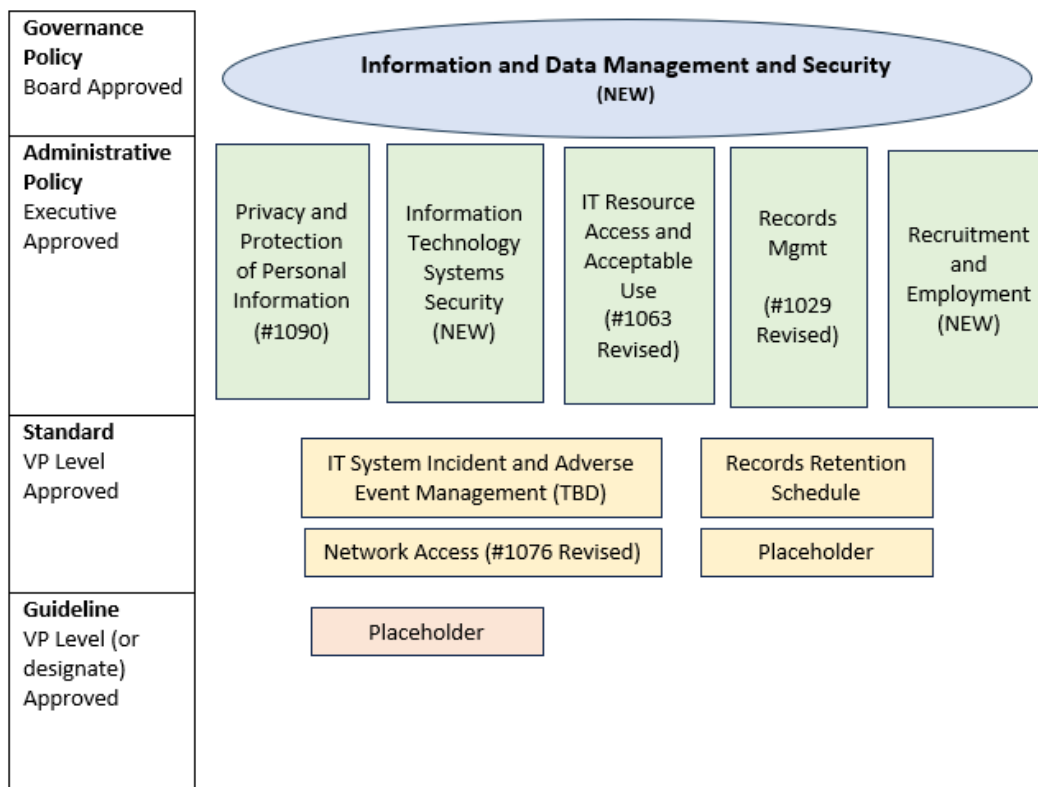 Governance
Policy
Board Approved
Information and Data Management and Security
(NEW)
Administrative
Policy
Executive
Approved
Privacy and
Protection
of Personal
Information
(#1090)
Information
Technology
Systems
Security
(NEW)
IT Resource
Access and
Acceptable
Use
(#1063
Revised)
Records
Mgmt
(#1029
Revised)
Recruitment
and
Employment
(NEW)
Standard
VP Level
Approved
IT System Incident and Adverse
Event Management (TBD)
Records Retention
Schedule
Network Access (#1076 Revised)
Placeholder
Guideline
VP Level (or
designate)
Approved
Placeholder